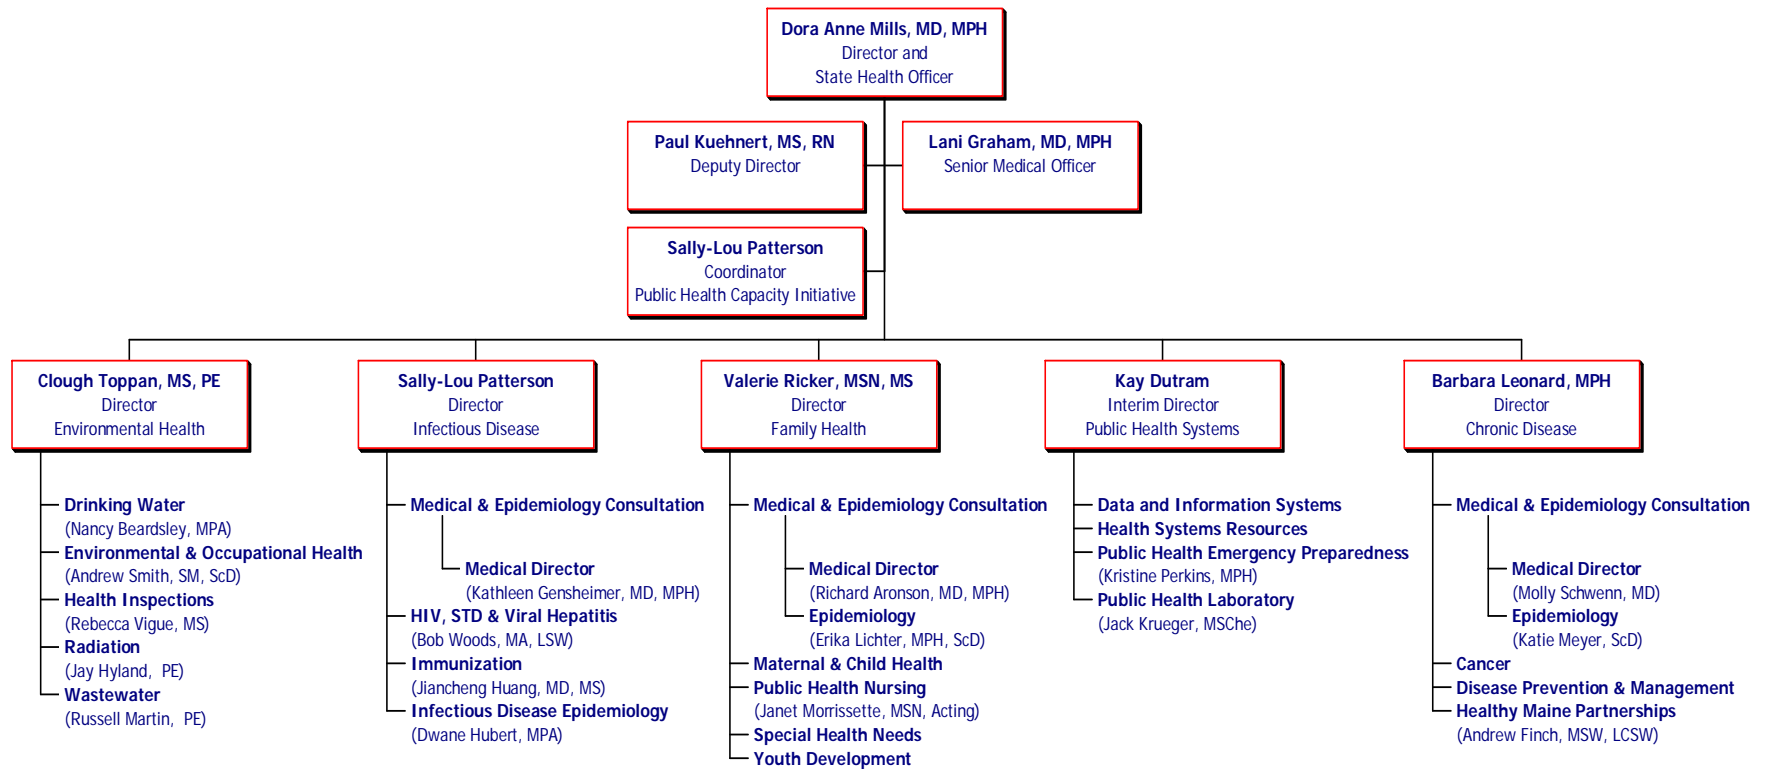 Dora Anne Mills, MD, MPH
Director and
State Health Officer
Paul Kuehnert, MS, RN
Deputy Director
Lani Graham, MD, MPH
Senior Medical Officer
Sally-Lou Patterson
Coordinator
Public Health Capacity Initiative
Clough Toppan, MS, PE
Director
Environmental Health
Drinking Water
(Nancy Beardsley, MPA)
Environmental & Occupational Health
(Andrew Smith, SM, ScD)
Health Inspections
(Rebecca Vigue, MS)
Radiation
(Jay Hyland, PE)
Wastewater
(Russell Martin, PE)
Sally-Lou Patterson
Director
Infectious Disease
Medical & Epidemiology Consultation
Medical Director
(Kathleen Gensheimer, MD, MPH)
HIV, STD & Viral Hepatitis
(Bob Woods, MA, LSW)
Immunization
(Jiancheng Huang, MD, MS)
Infectious Disease Epidemiology
(Dwane Hubert, MPA)
Valerie Ricker, MSN, MS
Director
Family Health
Medical & Epidemiology Consultation
Medical Director
(Richard Aronson, MD, MPH)
Epidemiology
(Erika Lichter, MPH, ScD)
Maternal & Child Health
Public Health Nursing
(Janet Morrissette, MSN, Acting)
Special Health Needs
Youth Development
Kay Dutram
Interim Director
Public Health Systems
Data and Information Systems
Health Systems Resources
Public Health Emergency Preparedness
(Kristine Perkins, MPH)
Public Health Laboratory
(Jack Krueger, MSChe)
Barbara Leonard, MPH
Director
Chronic Disease
Medical & Epidemiology Consultation
Medical Director
(Molly Schwenn, MD)
Epidemiology
(Katie Meyer, ScD)
Cancer
Disease Prevention & Management
Healthy Maine Partnerships
(Andrew Finch, MSW, LCSW)